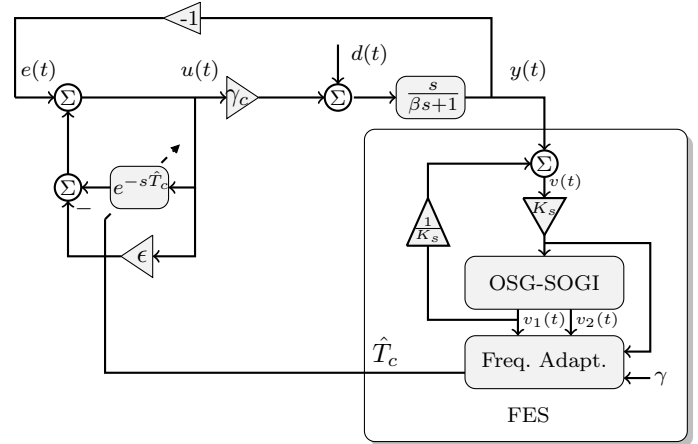 -1
e(t)
u(t)
d(t)
y(t)
Σ
γ_c
Σ
s/(βs+1)
Σ
v(t)
Σ
−
e^{-sT̂_c}
1/K_s
K_s
ϵ
OSG-SOGI
v_1(t)
v_2(t)
T̂_c
Freq. Adapt.
γ
FES